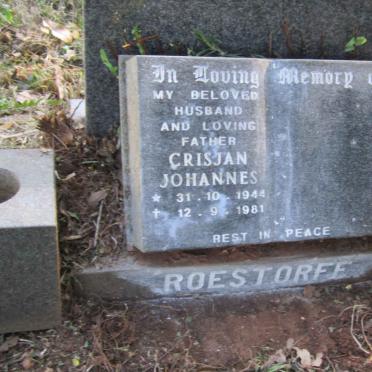 In Loving Memory
MY BELOVED
HUSBAND
AND LOVING
FATHER
CRISJAN
JOHANNES
* 31·10·1944
† 12·9·1981
REST IN PEACE
ROESTORFF